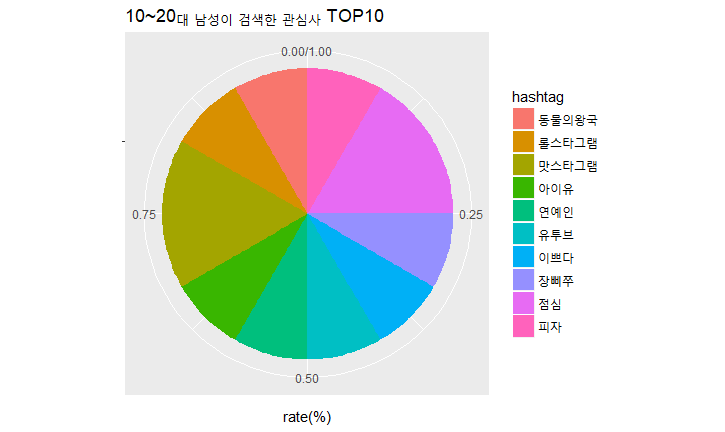 10~20대 남성이 검색한 관심사 TOP10
0.00/1.00
0.75
0.25
0.50
rate(%)
hashtag
동물의왕국
롤스타그램
맛스타그램
아이유
연예인
유투브
이쁘다
장삐쭈
점심
피자